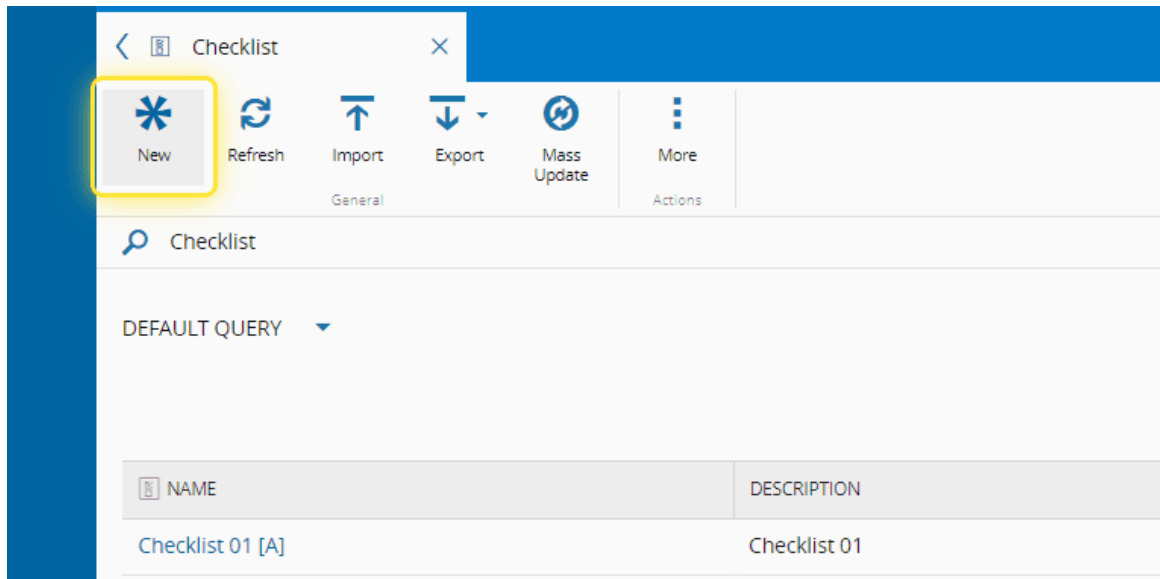 Checklist
New Refresh Import Export Mass Update More
General Actions
Checklist
DEFAULT QUERY
NAME DESCRIPTION
Checklist 01 [A] Checklist 01